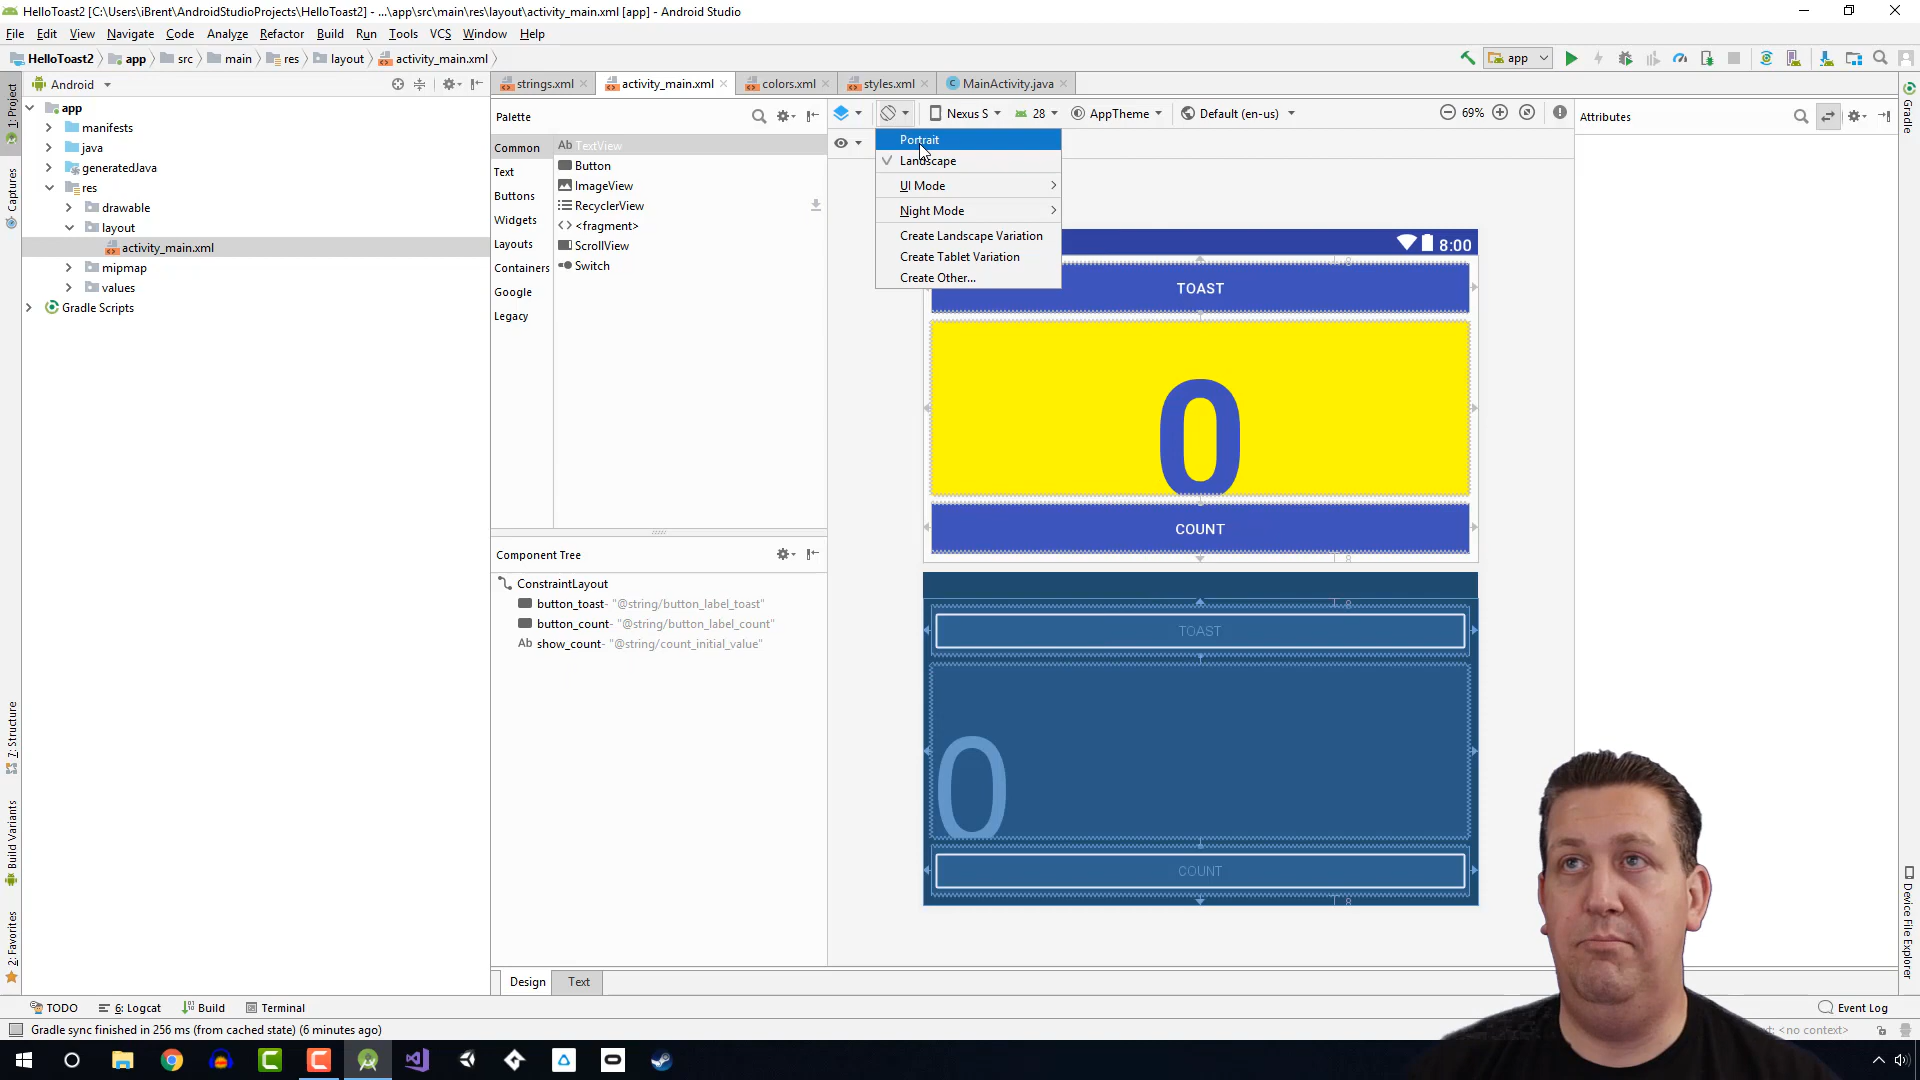 HelloToast2 [C:\Users\iBrent\AndroidStudioProjects\HelloToast2] - ...\app\src\main\res\layout\activity_main.xml [app] - Android Studio
File Edit View Navigate Code Analyze Refactor Build Run Tools VCS Window Help
HelloToast2 app src main res layout activity_main.xml
app
Android
strings.xml activity_main.xml colors.xml styles.xml MainActivity.java
1: Project
Captures
7: Structure
Build Variants
2: Favorites
app
manifests
java
generatedJava
res
drawable
layout
activity_main.xml
mipmap
values
Gradle Scripts
Palette
Common
Text
Buttons
Widgets
Layouts
Containers
Google
Legacy
Ab TextView
Button
ImageView
RecyclerView
<fragment>
ScrollView
Switch
Component Tree
ConstraintLayout
button_toast- "@string/button_label_toast"
button_count- "@string/button_label_count"
Ab show_count- "@string/count_initial_value"
Nexus S 28 AppTheme Default (en-us) 69%
Portrait
Landscape
UI Mode
Night Mode
Create Landscape Variation
Create Tablet Variation
Create Other...
8:00
8
TOAST
0
COUNT
8
8
TOAST
0
COUNT
8
Attributes
Gradle
Device File Explorer
Design Text
TODO 6: Logcat Build Terminal
Event Log
Gradle sync finished in 256 ms (from cached state) (6 minutes ago)
<no context>